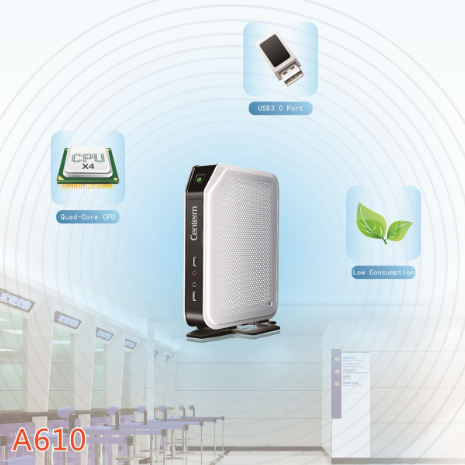 USB3.0 Port
CPU
X4
Quad-Core CPU
Centerm
Low Consumption
A610